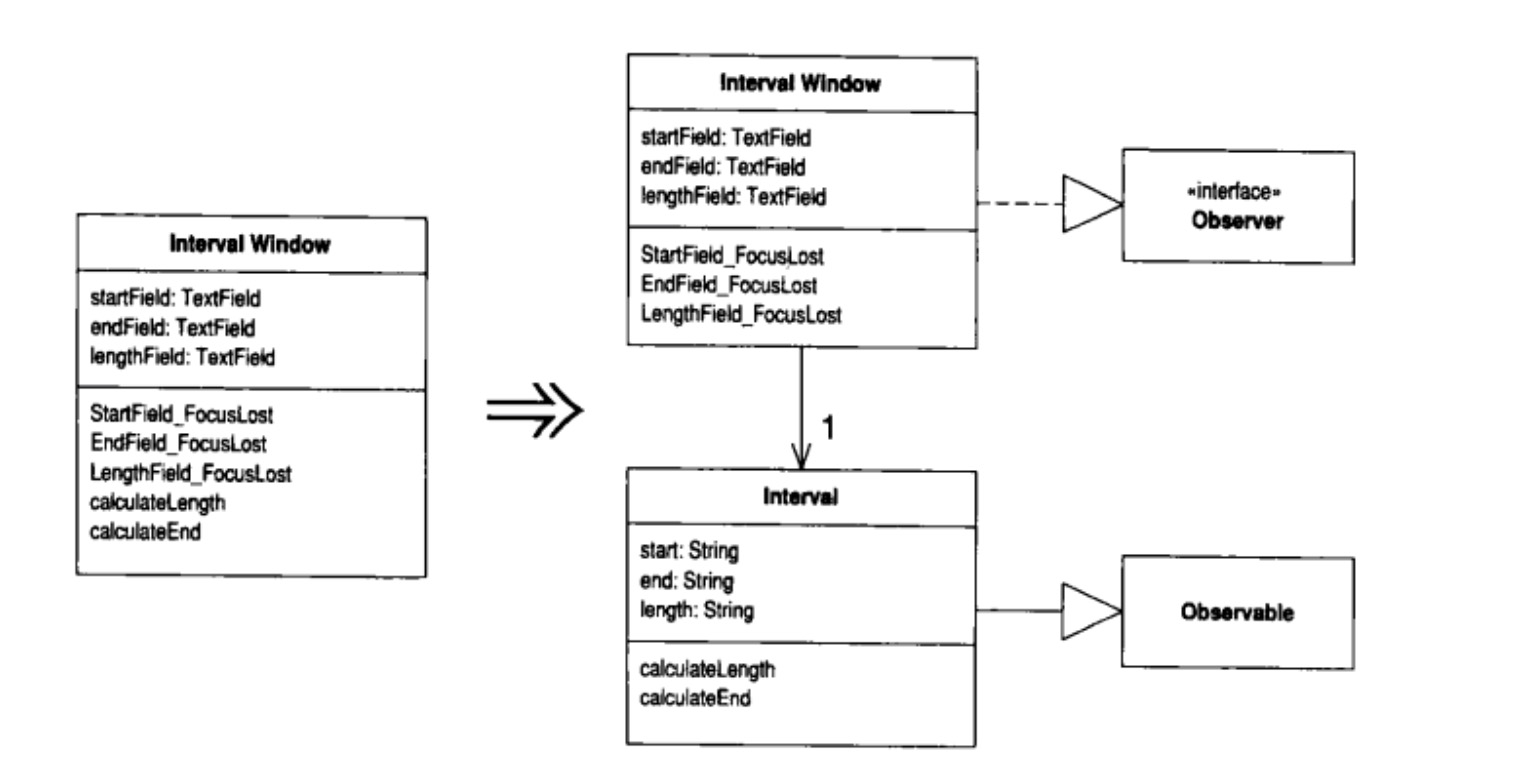 Interval Window
startField: TextField
endField: TextField
lengthField: TextField
StartField_FocusLost
EndField_FocusLost
LengthField_FocusLost
calculateLength
calculateEnd
Interval Window
startField: TextField
endField: TextField
lengthField: TextField
StartField_FocusLost
EndField_FocusLost
LengthField_FocusLost
«interface»
Observer
1
Interval
start: String
end: String
length: String
calculateLength
calculateEnd
Observable